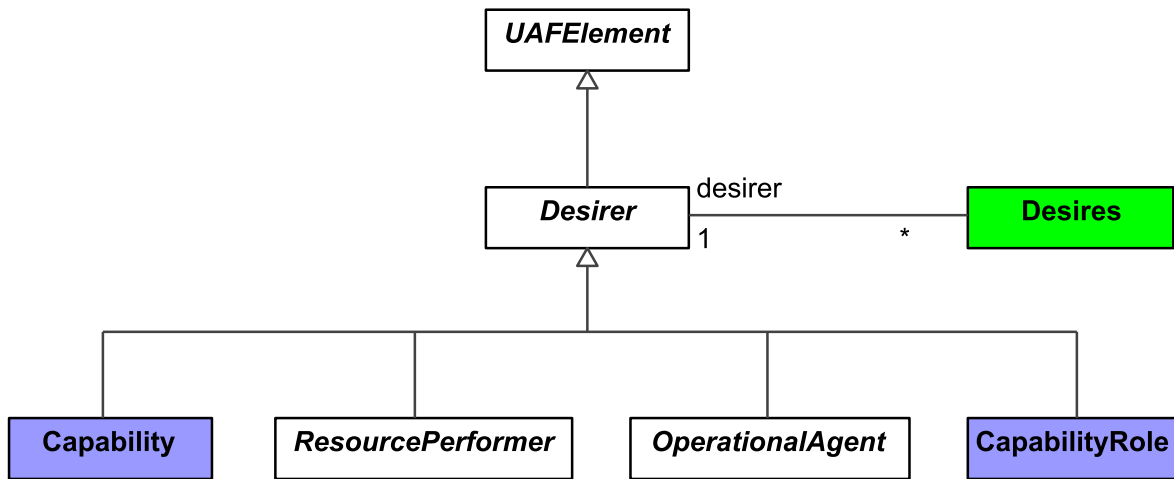 UAFElement
desirer
Desirer
Desires
1
*
Capability
ResourcePerformer
OperationalAgent
CapabilityRole